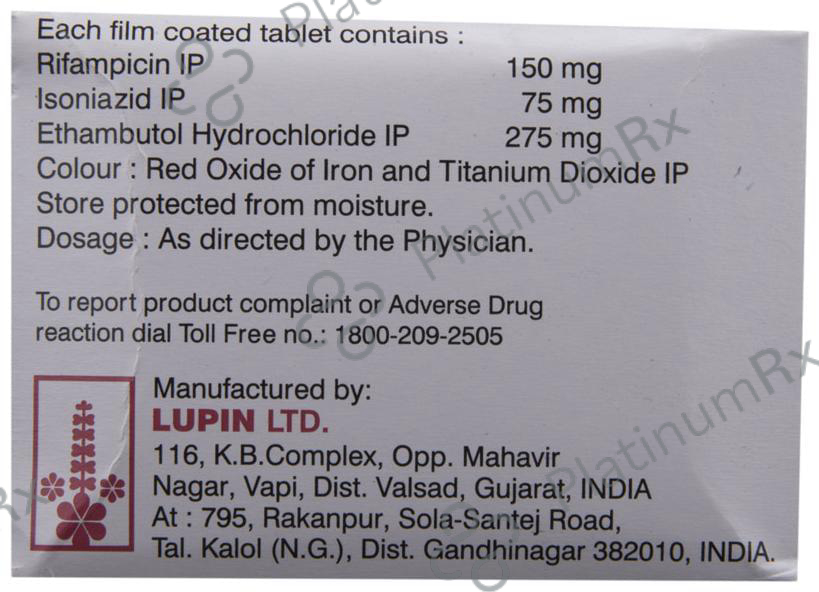 Each film coated tablet contains :
Rifampicin IP 150 mg
Isoniazid IP 75 mg
Ethambutol Hydrochloride IP 275 mg
Colour : Red Oxide of Iron and Titanium Dioxide IP
Store protected from moisture.
Dosage : As directed by the Physician.
To report product complaint or Adverse Drug
reaction dial Toll Free no.: 1800-209-2505
Manufactured by:
LUPIN LTD.
116, K.B.Complex, Opp. Mahavir
Nagar, Vapi, Dist. Valsad, Gujarat, INDIA
At : 795, Rakanpur, Sola-Santej Road,
Tal. Kalol (N.G.), Dist. Gandhinagar 382010, INDIA.
PlatinumRx
PlatinumRx